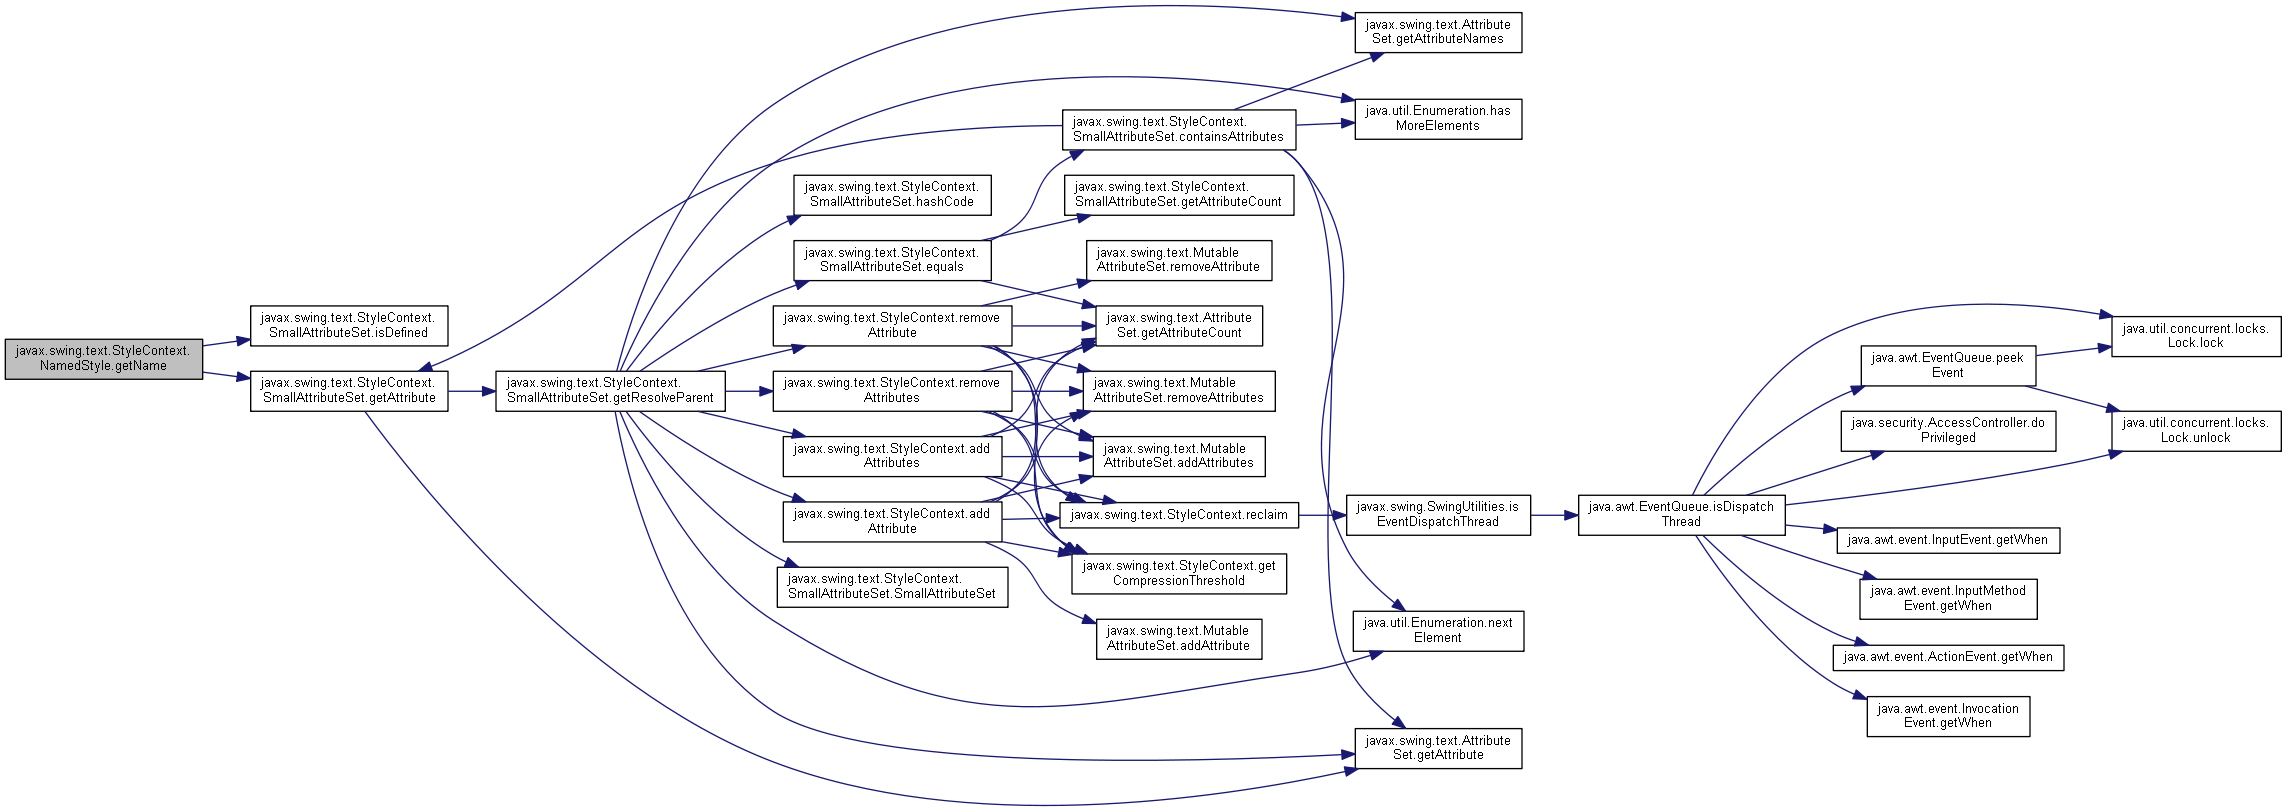 javax.swing.text.StyleContext.
NamedStyle.getName
javax.swing.text.StyleContext.
SmallAttributeSet.isDefined
javax.swing.text.StyleContext.
SmallAttributeSet.getAttribute
javax.swing.text.StyleContext.
SmallAttributeSet.getResolveParent
javax.swing.text.StyleContext.
SmallAttributeSet.hashCode
javax.swing.text.StyleContext.
SmallAttributeSet.equals
javax.swing.text.StyleContext.remove
Attribute
javax.swing.text.StyleContext.remove
Attributes
javax.swing.text.StyleContext.add
Attributes
javax.swing.text.StyleContext.add
Attribute
javax.swing.text.StyleContext.
SmallAttributeSet.SmallAttributeSet
javax.swing.text.StyleContext.
SmallAttributeSet.containsAttributes
javax.swing.text.StyleContext.
SmallAttributeSet.getAttributeCount
javax.swing.text.Mutable
AttributeSet.removeAttribute
javax.swing.text.Attribute
Set.getAttributeCount
javax.swing.text.Mutable
AttributeSet.removeAttributes
javax.swing.text.Mutable
AttributeSet.addAttributes
javax.swing.text.StyleContext.reclaim
javax.swing.text.StyleContext.get
CompressionThreshold
javax.swing.text.Mutable
AttributeSet.addAttribute
javax.swing.text.Attribute
Set.getAttributeNames
java.util.Enumeration.has
MoreElements
javax.swing.SwingUtilities.is
EventDispatchThread
java.util.Enumeration.next
Element
javax.swing.text.Attribute
Set.getAttribute
java.awt.EventQueue.isDispatch
Thread
java.awt.EventQueue.peek
Event
java.security.AccessController.do
Privileged
java.awt.event.InputEvent.getWhen
java.awt.event.InputMethod
Event.getWhen
java.awt.event.ActionEvent.getWhen
java.awt.event.Invocation
Event.getWhen
java.util.concurrent.locks.
Lock.lock
java.util.concurrent.locks.
Lock.unlock